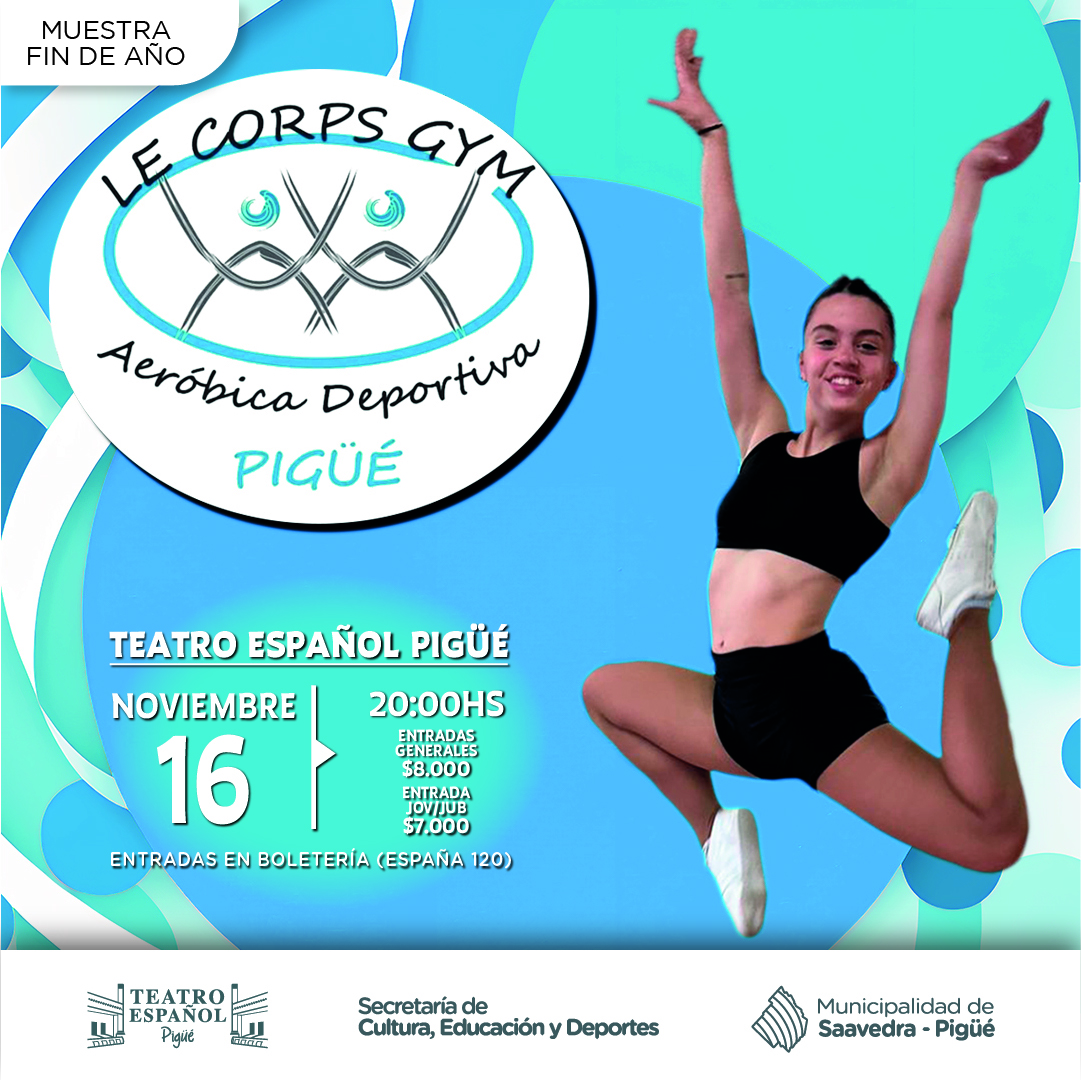 MUESTRA
FIN DE AÑO
LE CORPS GYM
Aeróbica Deportiva
PIGÜÉ
TEATRO ESPAÑOL PIGÜÉ
NOVIEMBRE
16
20:00HS
ENTRADAS
GENERALES
$8.000
ENTRADA
JOV/JUB
$7.000
ENTRADAS EN BOLETERÍA (ESPAÑA 120)
TEATRO
ESPAÑOL
Pigüé
Secretaría de
Cultura, Educación y Deportes
Municipalidad de
Saavedra - Pigüé